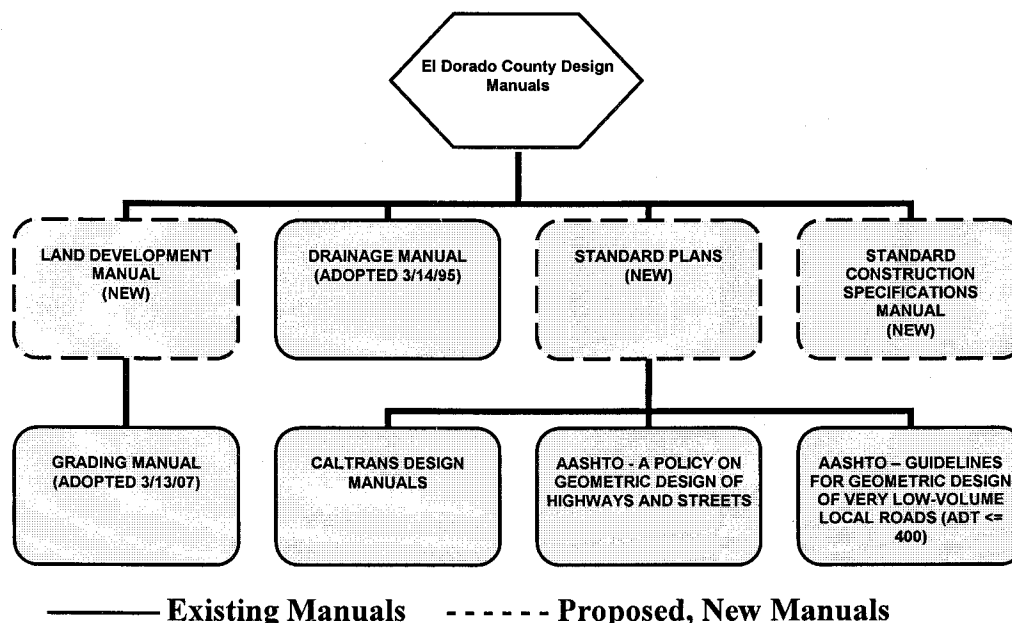 El Dorado County Design
Manuals
LAND DEVELOPMENT
MANUAL
(NEW)
DRAINAGE MANUAL
(ADOPTED 3/14/95)
STANDARD PLANS
(NEW)
STANDARD
CONSTRUCTION
SPECIFICATIONS
MANUAL
(NEW)
GRADING MANUAL
(ADOPTED 3/13/07)
CALTRANS DESIGN
MANUALS
AASHTO - A POLICY ON
GEOMETRIC DESIGN OF
HIGHWAYS AND STREETS
AASHTO – GUIDELINES
FOR GEOMETRIC DESIGN
OF VERY LOW-VOLUME
LOCAL ROADS (ADT <=
400)
Existing Manuals
Proposed, New Manuals